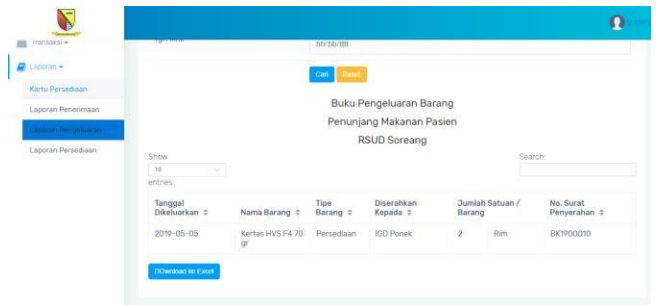 Transaksi
Laporan
Kartu Persediaan
Laporan Penerimaan
Laporan Pengeluaran
Laporan Persediaan
hh/bb/tttt
Cari
Reset
Buku Pengeluaran Barang
Penunjang Makanan Pasien
RSUD Soreang
Show
10
entries
Search:
Tanggal Dikeluarkan Nama Barang Tipe Barang Diserahkan Kepada Jumlah Satuan / Barang No. Surat Penyerahan
2019-05-05 Kertas HVS F4 70 gr Persediaan IGD Ponek 2 Rim BK1900010
DOwnload ke Excel